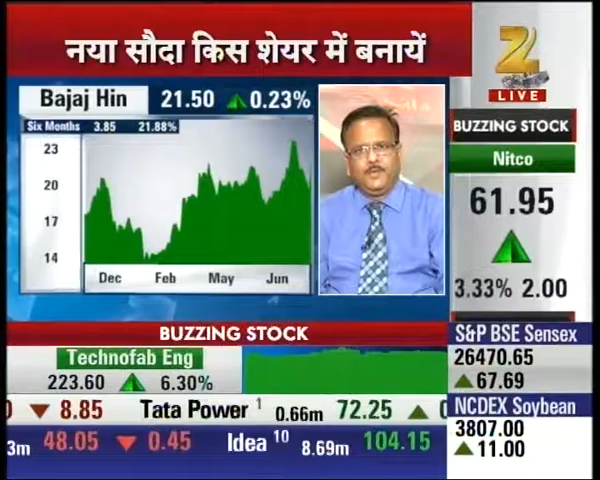 नया सौदा किस शेयर में बनायें
Z
LIVE
Bajaj Hin 21.50 0.23%
Six Months 3.85 21.88%
23
20
17
14
Dec Feb May Jun
BUZZING STOCK
Nitco
61.95
3.33% 2.00
BUZZING STOCK
Technofab Eng
223.60 6.30%
S&P BSE Sensex
26470.65
67.69
NCDEX Soybean
3807.00
11.00
8.85 Tata Power 1 0.66m 72.25
3m 48.05 0.45 Idea 10 8.69m 104.15